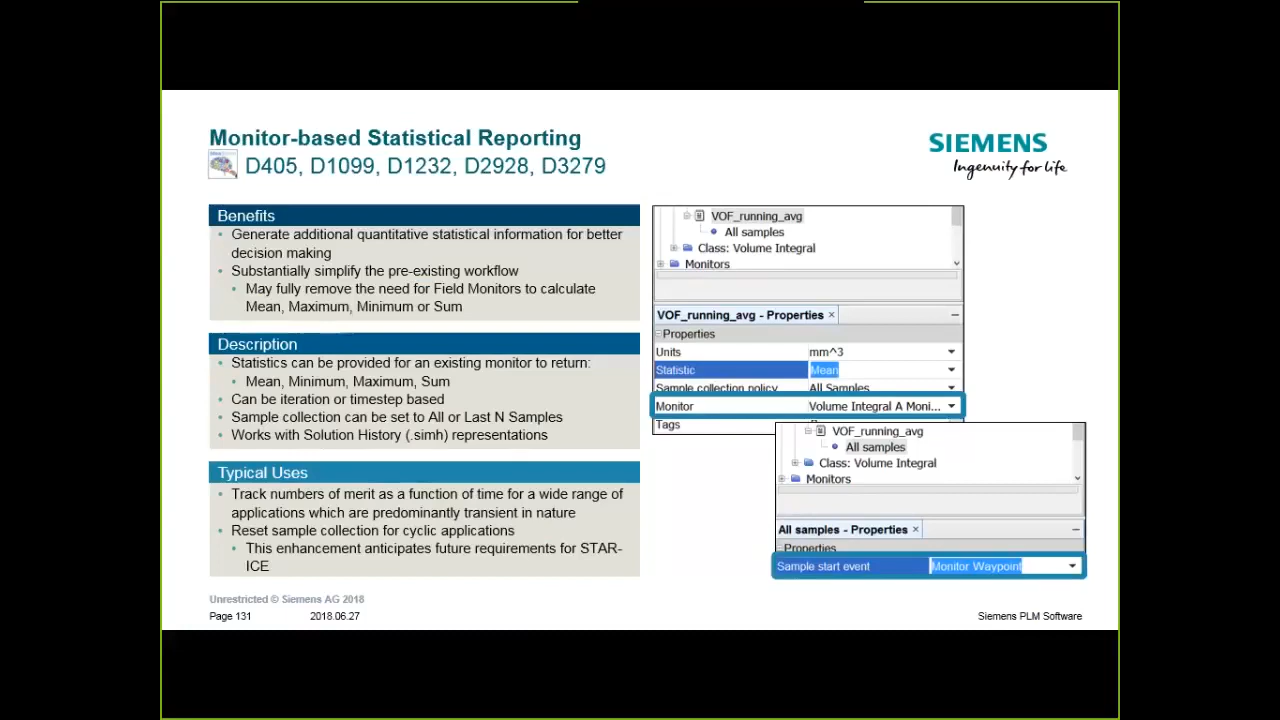 Monitor-based Statistical Reporting
D405, D1099, D1232, D2928, D3279
SIEMENS
Ingenuity for life
Benefits
• Generate additional quantitative statistical information for better
decision making
• Substantially simplify the pre-existing workflow
• May fully remove the need for Field Monitors to calculate
Mean, Maximum, Minimum or Sum
Description
• Statistics can be provided for an existing monitor to return:
• Mean, Minimum, Maximum, Sum
• Can be iteration or timestep based
• Sample collection can be set to All or Last N Samples
• Works with Solution History (.simh) representations
Typical Uses
• Track numbers of merit as a function of time for a wide range of
applications which are predominantly transient in nature
• Reset sample collection for cyclic applications
• This enhancement anticipates future requirements for STAR-
ICE
VOF_running_avg
All samples
Class: Volume Integral
Monitors
VOF_running_avg - Properties ×
Properties
Units mm^3
Statistic Mean
Sample collection policy All Samples
Monitor Volume Integral A Moni...
Tags
VOF_running_avg
All samples
Class: Volume Integral
Monitors
All samples - Properties ×
Properties
Sample start event Monitor Waypoint
Unrestricted © Siemens AG 2018
Page 131 2018.06.27 Siemens PLM Software